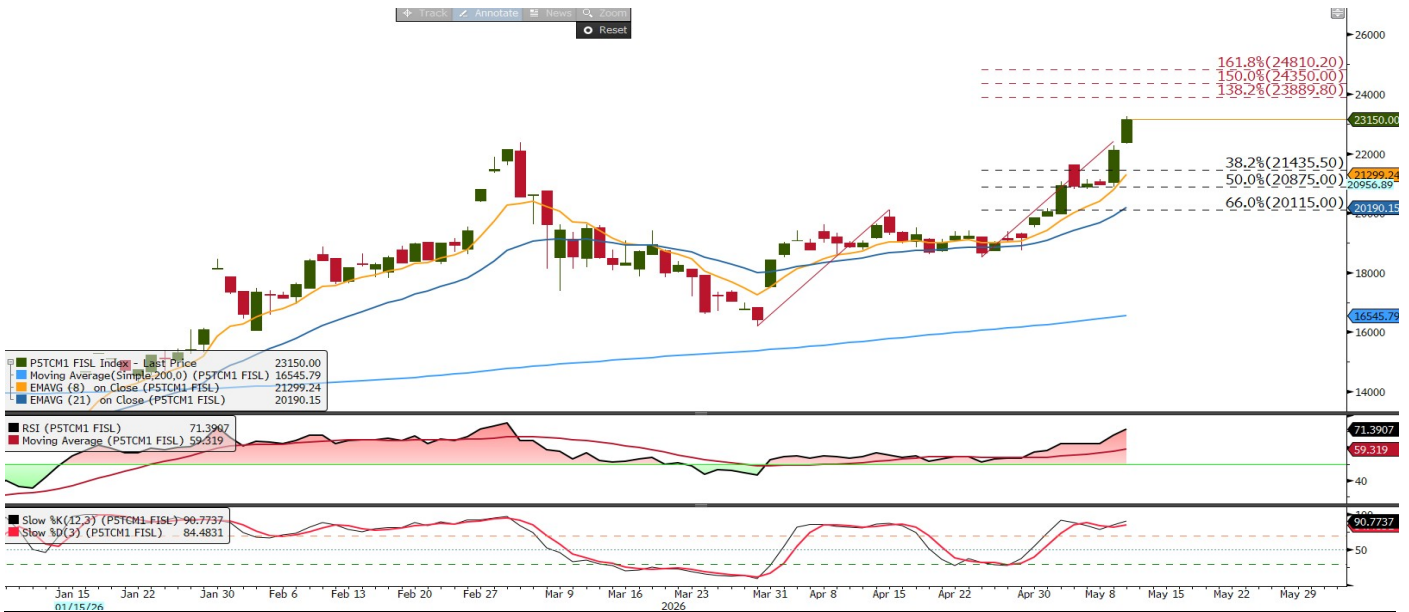 Track Annotate News Zoom
Reset
26000
161.8%(24810.20)
150.0%(24350.00)
138.2%(23889.80)
24000
23150.00
22000
38.2%(21435.50)
21299.24
50.0%(20875.00)
20956.89
66.0%(20115.00)
20190.15
20000
18000
16545.79
16000
14000
P5TCM1 FISL Index - Last Price 23150.00
Moving Average(Simple,200,0) (P5TCM1 FISL) 16545.79
EMAVG (8) on Close (P5TCM1 FISL) 21299.24
EMAVG (21) on Close (P5TCM1 FISL) 20190.15
RSI (P5TCM1 FISL) 71.3907
Moving Average (P5TCM1 FISL) 59.319
71.3907
59.319
40
Slow %K(12,3) (P5TCM1 FISL) 90.7737
Slow %D(3) (P5TCM1 FISL) 84.4831
100
90.7737
50
Jan 15 Jan 22 Jan 30 Feb 6 Feb 13 Feb 20 Feb 27 Mar 9 Mar 16 Mar 23 Mar 31 Apr 8 Apr 15 Apr 22 Apr 30 May 8 May 15 May 22 May 29
01/15/26 2026